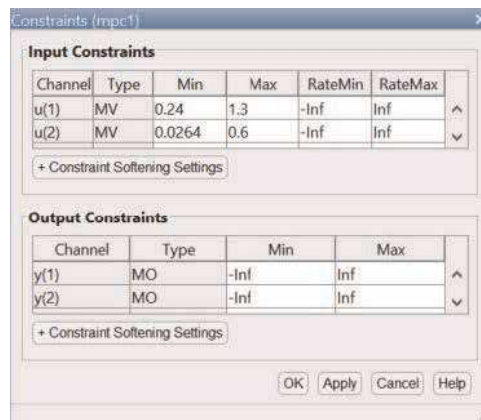 Constraints (mpc1)
Input Constraints
Channel Type Min Max RateMin RateMax
u(1) MV 0.24 1.3 -Inf Inf
u(2) MV 0.0264 0.6 -Inf Inf
+ Constraint Softening Settings
Output Constraints
Channel Type Min Max
y(1) MO -Inf Inf
y(2) MO -Inf Inf
+ Constraint Softening Settings
OK Apply Cancel Help